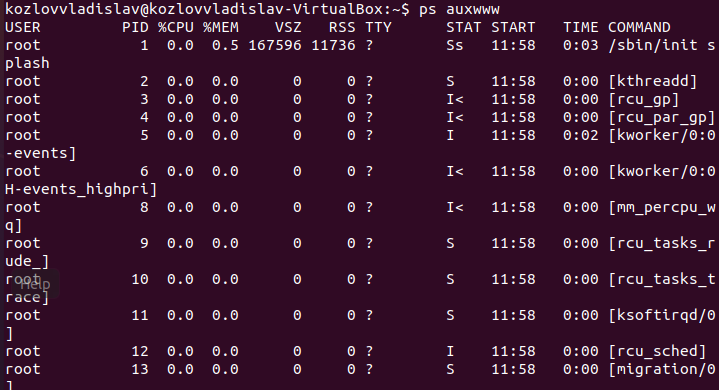 kozlovvladislav@kozlovvladislav-VirtualBox:~$ ps auxwww
USER         PID %CPU %MEM    VSZ   RSS TTY      STAT START   TIME COMMAND
root           1  0.0  0.5 167596 11736 ?        Ss   11:58   0:03 /sbin/init s
plash
root           2  0.0  0.0      0     0 ?        S    11:58   0:00 [kthreadd]
root           3  0.0  0.0      0     0 ?        I<   11:58   0:00 [rcu_gp]
root           4  0.0  0.0      0     0 ?        I<   11:58   0:00 [rcu_par_gp]
root           5  0.0  0.0      0     0 ?        I    11:58   0:02 [kworker/0:0
-events]
root           6  0.0  0.0      0     0 ?        I<   11:58   0:00 [kworker/0:0
H-events_highpri]
root           8  0.0  0.0      0     0 ?        I<   11:58   0:00 [mm_percpu_w
q]
root           9  0.0  0.0      0     0 ?        S    11:58   0:00 [rcu_tasks_r
ude_]
root          10  0.0  0.0      0     0 ?        S    11:58   0:00 [rcu_tasks_t
Help
race]
root          11  0.0  0.0      0     0 ?        S    11:58   0:00 [ksoftirqd/0
]
root          12  0.0  0.0      0     0 ?        I    11:58   0:00 [rcu_sched]
root          13  0.0  0.0      0     0 ?        S    11:58   0:00 [migration/0
]